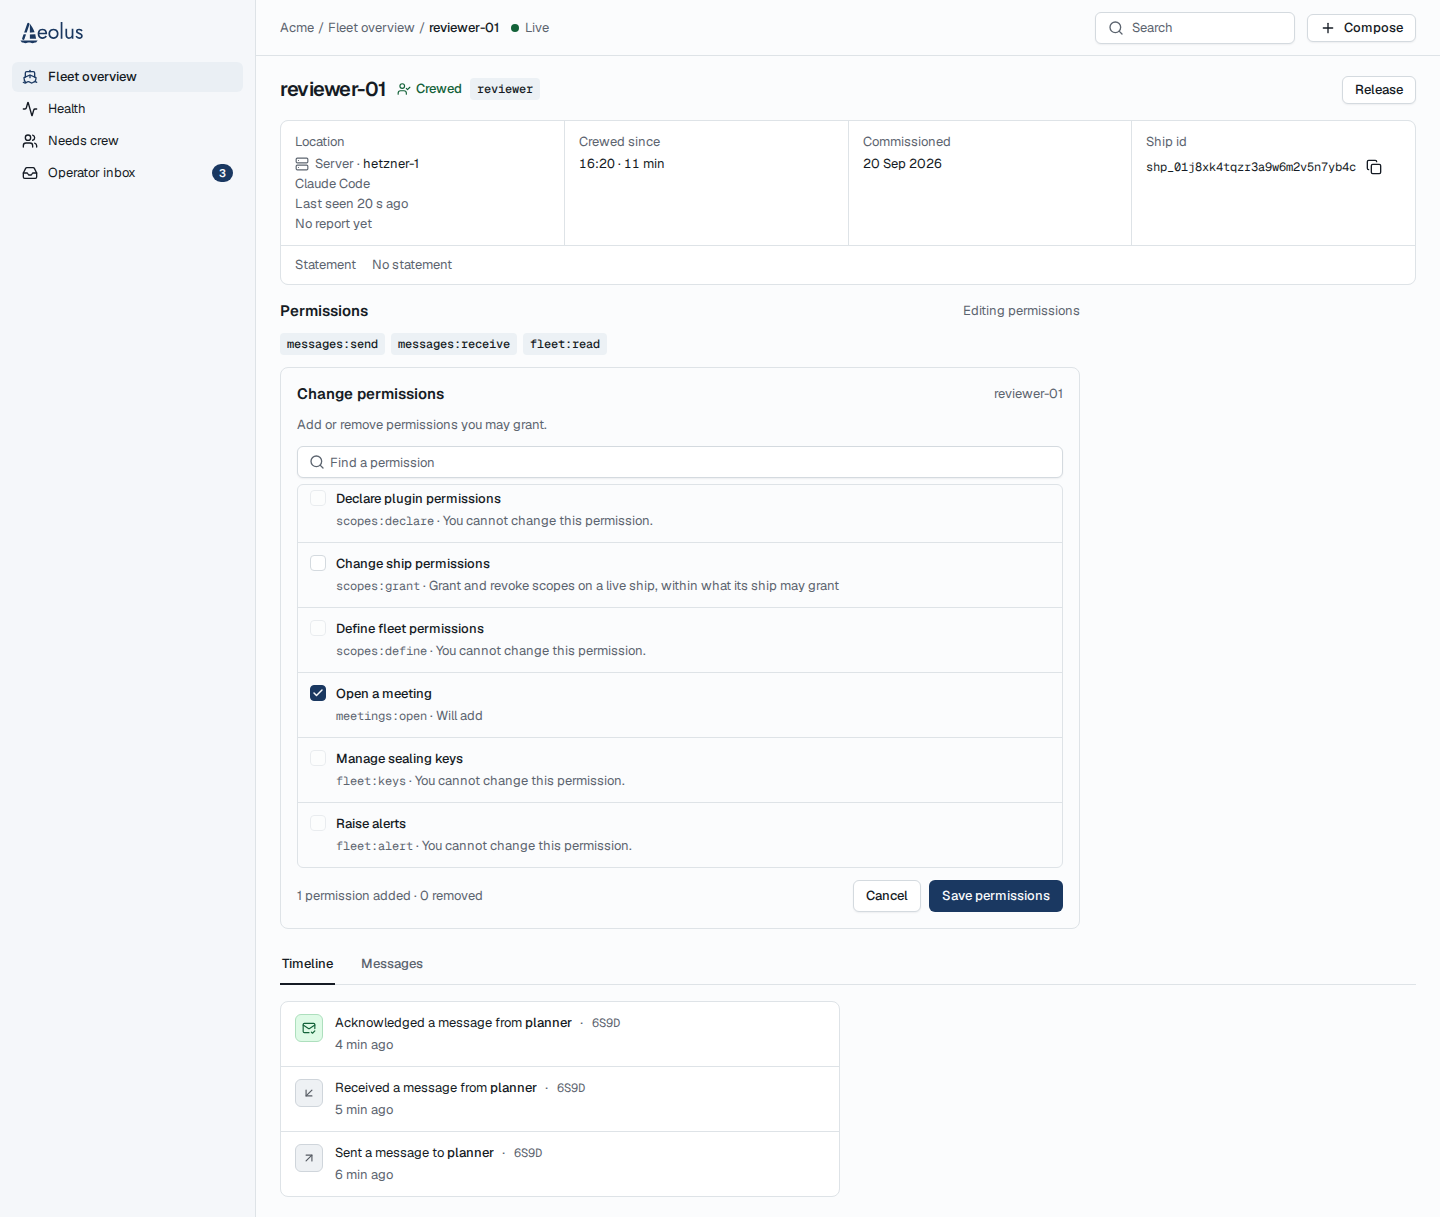 Aeolus
Fleet overview
Health
Needs crew
Operator inbox 3
Acme / Fleet overview / reviewer-01 Live
Search
Compose
reviewer-01 Crewed reviewer
Release
Location
Server · hetzner-1
Claude Code
Last seen 20 s ago
No report yet
Crewed since
16:20 · 11 min
Commissioned
20 Sep 2026
Ship id
shp_01j8xk4tqzr3a9w6m2v5n7yb4c
Statement No statement
Permissions
Editing permissions
messages:send messages:receive fleet:read
Change permissions
reviewer-01
Add or remove permissions you may grant.
Find a permission
Declare plugin permissions
scopes:declare · You cannot change this permission.
Change ship permissions
scopes:grant · Grant and revoke scopes on a live ship, within what its ship may grant
Define fleet permissions
scopes:define · You cannot change this permission.
Open a meeting
meetings:open · Will add
Manage sealing keys
fleet:keys · You cannot change this permission.
Raise alerts
fleet:alert · You cannot change this permission.
1 permission added · 0 removed
Cancel
Save permissions
Timeline
Messages
Acknowledged a message from planner · 6S9D
4 min ago
Received a message from planner · 6S9D
5 min ago
Sent a message to planner · 6S9D
6 min ago